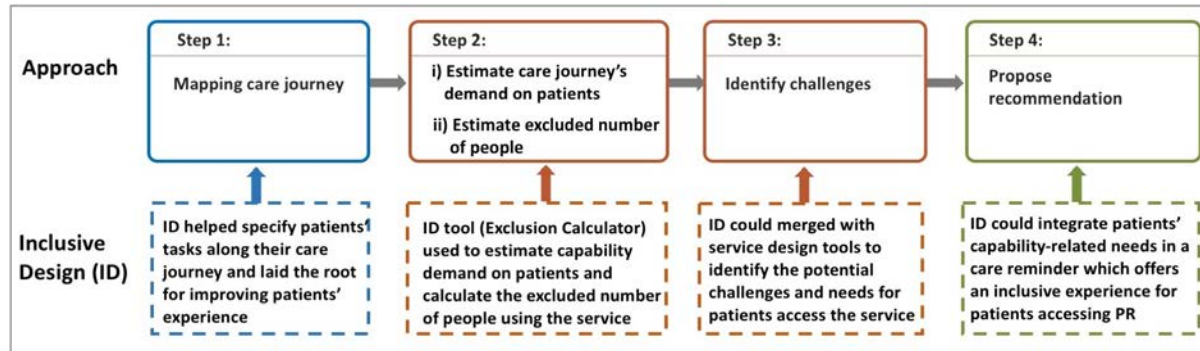 Approach
Step 1:
Mapping care journey
Step 2:
i) Estimate care journey's
demand on patients
ii) Estimate excluded number
of people
Step 3:
Identify challenges
Step 4:
Propose
recommendation
Inclusive
Design (ID)
ID helped specify patients'
tasks along their care
journey and laid the root
for improving patients'
experience
ID tool (Exclusion Calculator)
used to estimate capability
demand on patients and
calculate the excluded number
of people using the service
ID could merged with
service design tools to
identify the potential
challenges and needs for
patients access the service
ID could integrate patients'
capability-related needs in a
care reminder which offers
an inclusive experience for
patients accessing PR